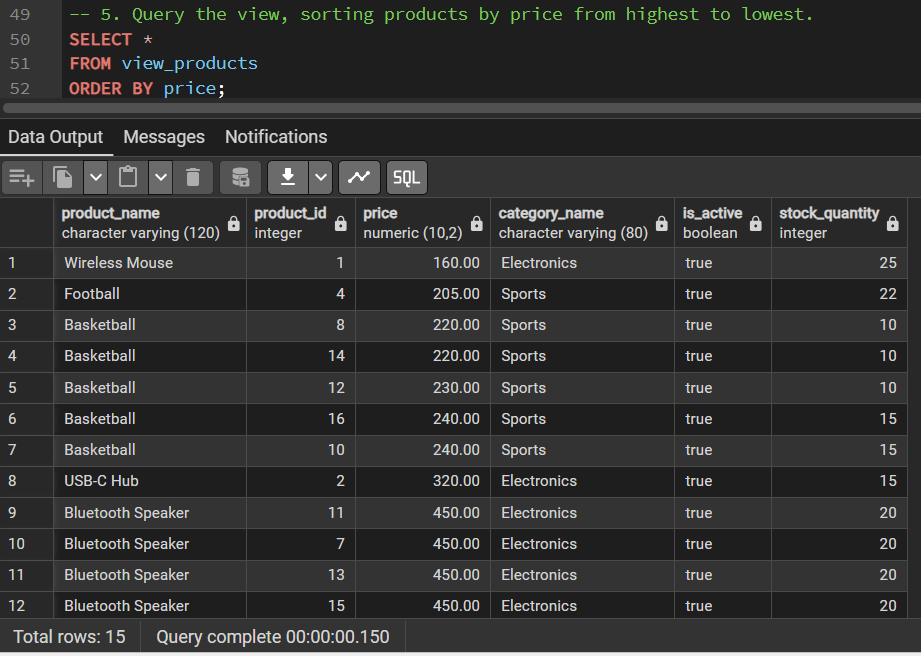 49 -- 5. Query the view, sorting products by price from highest to lowest.
50 SELECT *
51 FROM view_products
52 ORDER BY price;
Data Output Messages Notifications
SQL
product_name product_id price category_name is_active stock_quantity
character varying (120) integer numeric (10,2) character varying (80) boolean integer
1 Wireless Mouse 1 160.00 Electronics true 25
2 Football 4 205.00 Sports true 22
3 Basketball 8 220.00 Sports true 10
4 Basketball 14 220.00 Sports true 10
5 Basketball 12 230.00 Sports true 10
6 Basketball 16 240.00 Sports true 15
7 Basketball 10 240.00 Sports true 15
8 USB-C Hub 2 320.00 Electronics true 15
9 Bluetooth Speaker 11 450.00 Electronics true 20
10 Bluetooth Speaker 7 450.00 Electronics true 20
11 Bluetooth Speaker 13 450.00 Electronics true 20
12 Bluetooth Speaker 15 450.00 Electronics true 20
Total rows: 15 Query complete 00:00:00.150